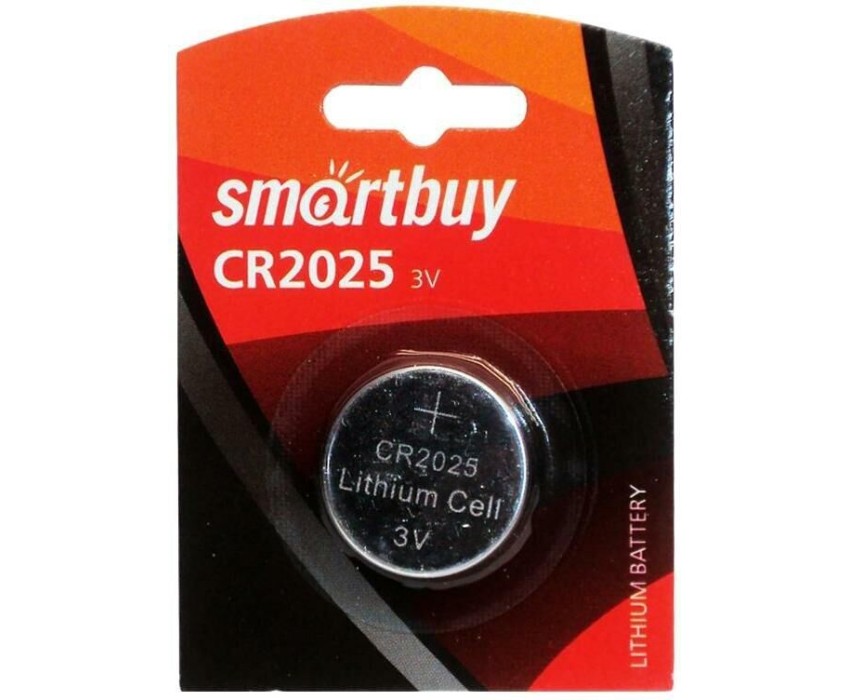 smartbuy
CR2025 3V
+
CR2025
Lithium Cell
3V
LITHIUM BATTERY